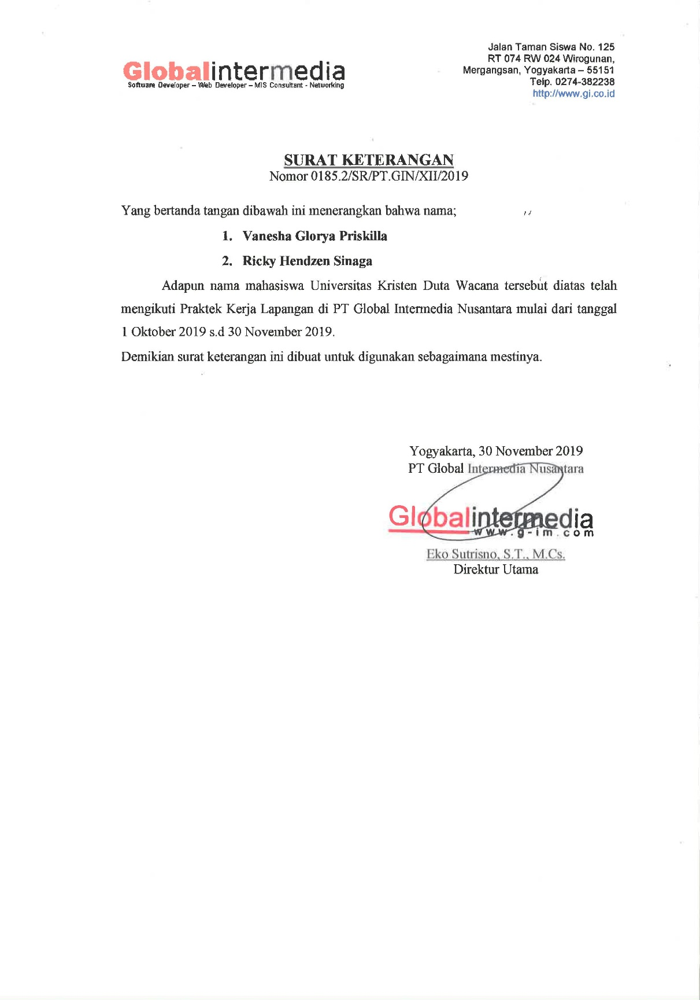 Globalintermedia
Software Developer – Web Developer – MIS Consultant - Networking
Jalan Taman Siswa No. 125
RT 074 RW 024 Wirogunan,
Mergangsan, Yogyakarta – 55151
Telp. 0274-382238
http://www.gi.co.id
SURAT KETERANGAN
Nomor 0185.2/SR/PT.GIN/XII/2019
Yang bertanda tangan dibawah ini menerangkan bahwa nama;
1. Vanesha Glorya Priskilla
2. Ricky Hendzen Sinaga
Adapun nama mahasiswa Universitas Kristen Duta Wacana tersebut diatas telah
mengikuti Praktek Kerja Lapangan di PT Global Intermedia Nusantara mulai dari tanggal
1 Oktober 2019 s.d 30 November 2019.
Demikian surat keterangan ini dibuat untuk digunakan sebagaimana mestinya.
Yogyakarta, 30 November 2019
PT Global Intermedia Nusantara
Globalintermedia
www.g-im.com
Eko Sutrisno, S.T., M.Cs.
Direktur Utama